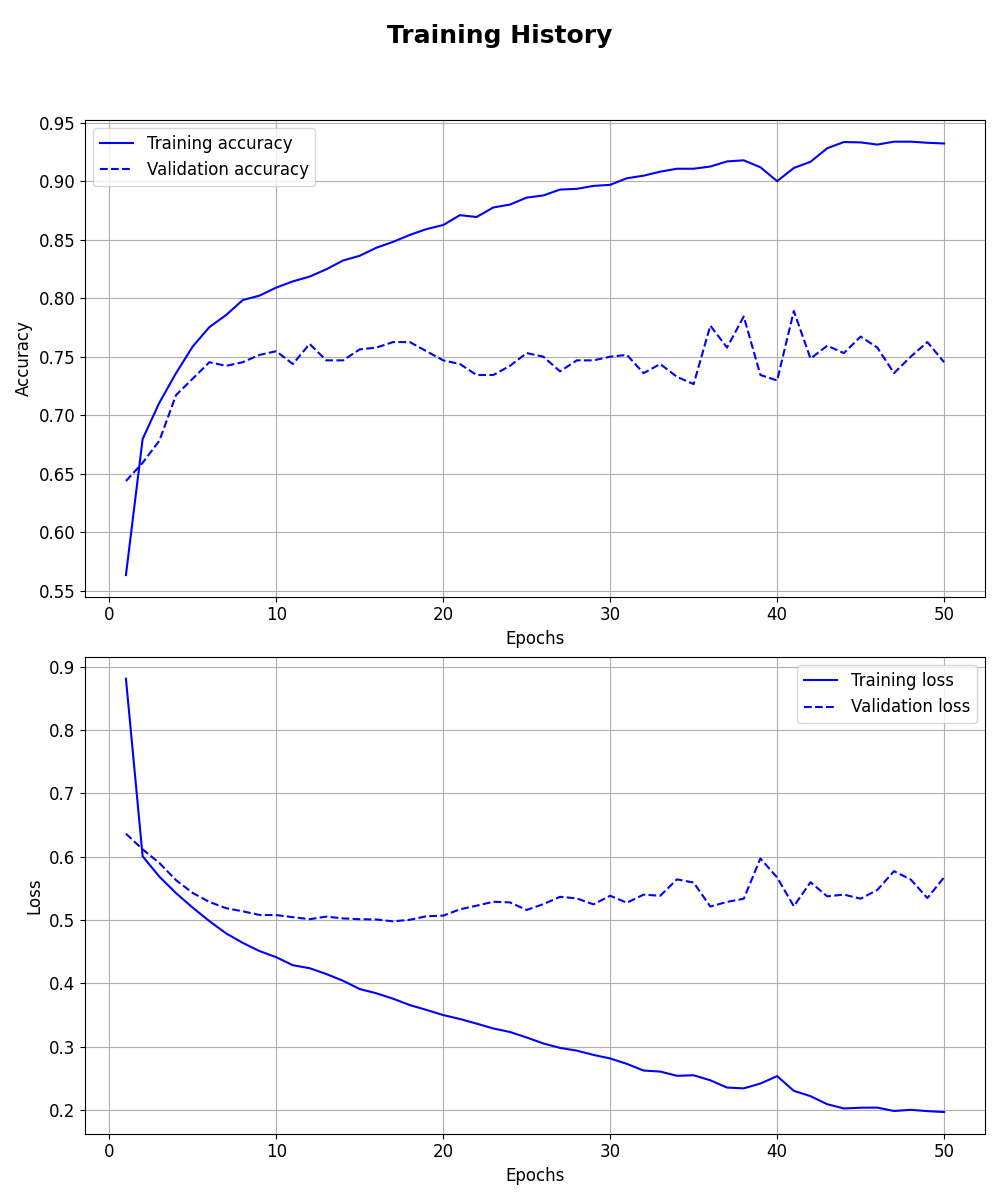 Training History
0.95
0.90
0.85
0.80
0.75
0.70
0.65
0.60
0.55
Accuracy
Training accuracy
Validation accuracy
0 10 20 30 40 50
Epochs
0.9
0.8
0.7
0.6
0.5
0.4
0.3
0.2
Loss
Training loss
Validation loss
0 10 20 30 40 50
Epochs